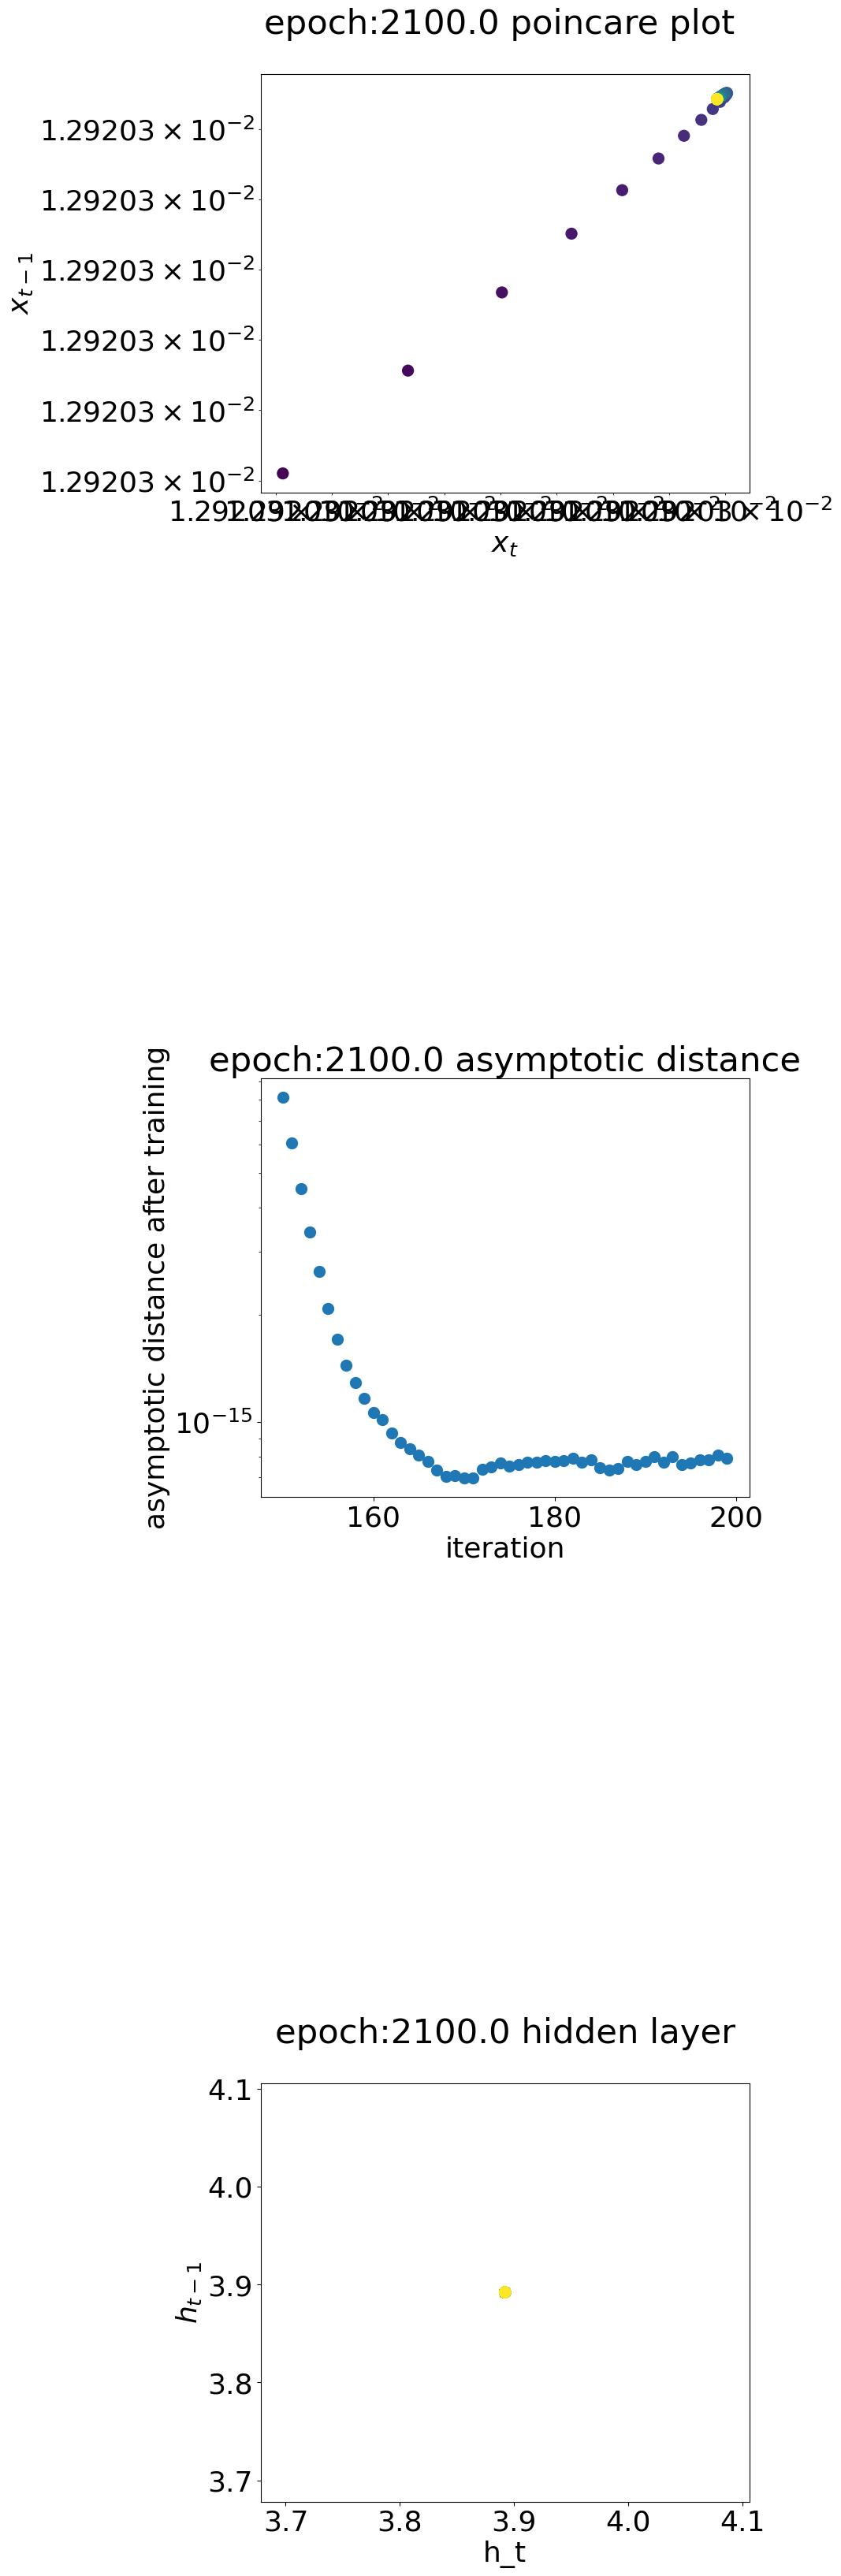 epoch:2100.0 poincare plot
1.29203 × 10⁻²
1.29203 × 10⁻²
1.29203 × 10⁻²
1.29203 × 10⁻²
1.29203 × 10⁻²
1.29203 × 10⁻²
xₜ₋₁
xₜ
epoch:2100.0 asymptotic distance
asymptotic distance after training
10⁻¹⁵
160 180 200
iteration
epoch:2100.0 hidden layer
4.1
4.0
3.9
3.8
3.7
hₜ₋₁
3.7 3.8 3.9 4.0 4.1
h_t